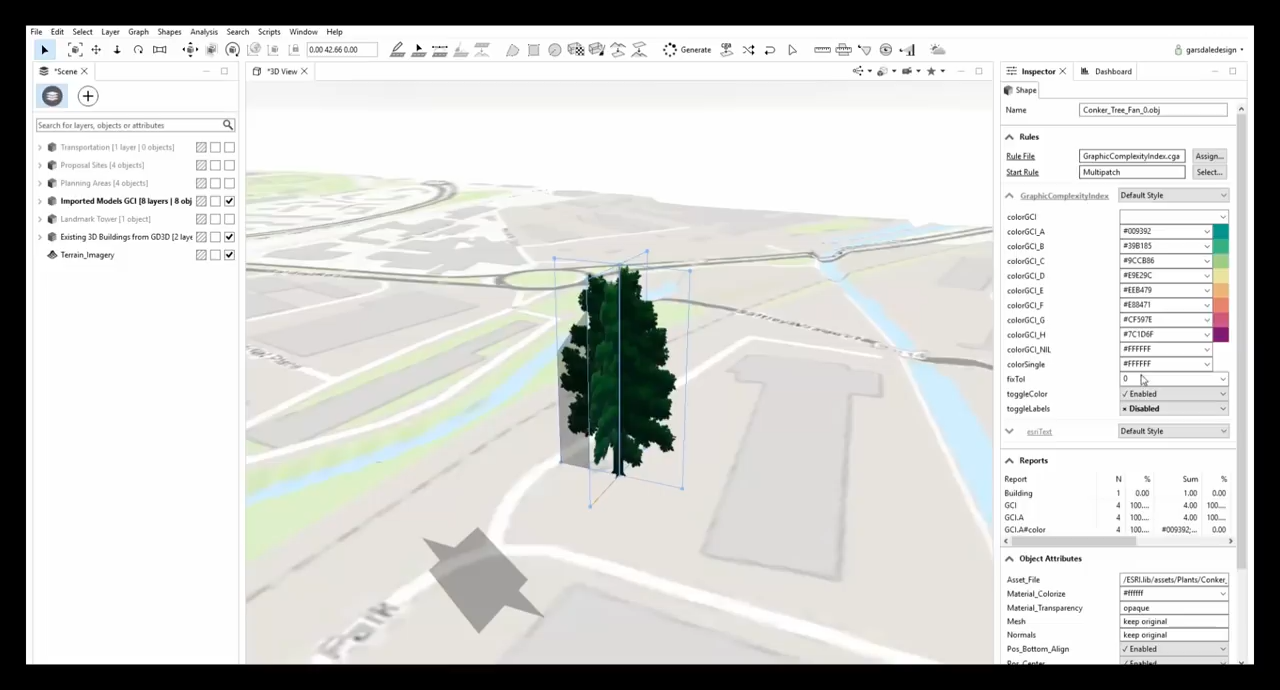 File Edit Select Layer Graph Shapes Analysis Search Scripts Window Help
0.00 42.66 0.00
Generate
garsdaledesign
*Scene
*3D View
Inspector Dashboard
Search for layers, objects or attributes
Transportation [1 layer | 0 objects]
Proposal Sites [4 objects]
Planning Areas [4 objects]
Imported Models GCI [8 layers | 8 obj
Landmark Tower [1 object]
Existing 3D Buildings from GD3D [2 laye
Terrain_Imagery
Shape
Name Conker_Tree_Fan_0.obj
Rules
Rule File GraphicComplexityIndex.cga Assign...
Start Rule Multipatch Select...
GraphicComplexityIndex Default Style
colorGCI
colorGCI_A #009392
colorGCI_B #39B185
colorGCI_C #9CCB86
colorGCI_D #E9E29C
colorGCI_E #EEB479
colorGCI_F #E88471
colorGCI_G #CF597E
colorGCI_H #7C1D6F
colorGCI_NIL #FFFFFF
colorSingle #FFFFFF
fixTol 0
toggleColor ✓ Enabled
toggleLabels × Disabled
esriText Default Style
Reports
Report N % Sum %
Building 1 0.00 1.00 0.00
GCI 4 100.... 4.00 100....
GCI.A 4 100.... 4.00 100....
GCI.A#color 4 100.... #009392;... 0.00
Object Attributes
Asset_File /ESRI.lib/assets/Plants/Conker_
Material_Colorize #ffffff
Material_Transparency opaque
Mesh keep original
Normals keep original
Pos_Bottom_Align ✓ Enabled
Pos_Center Enabled